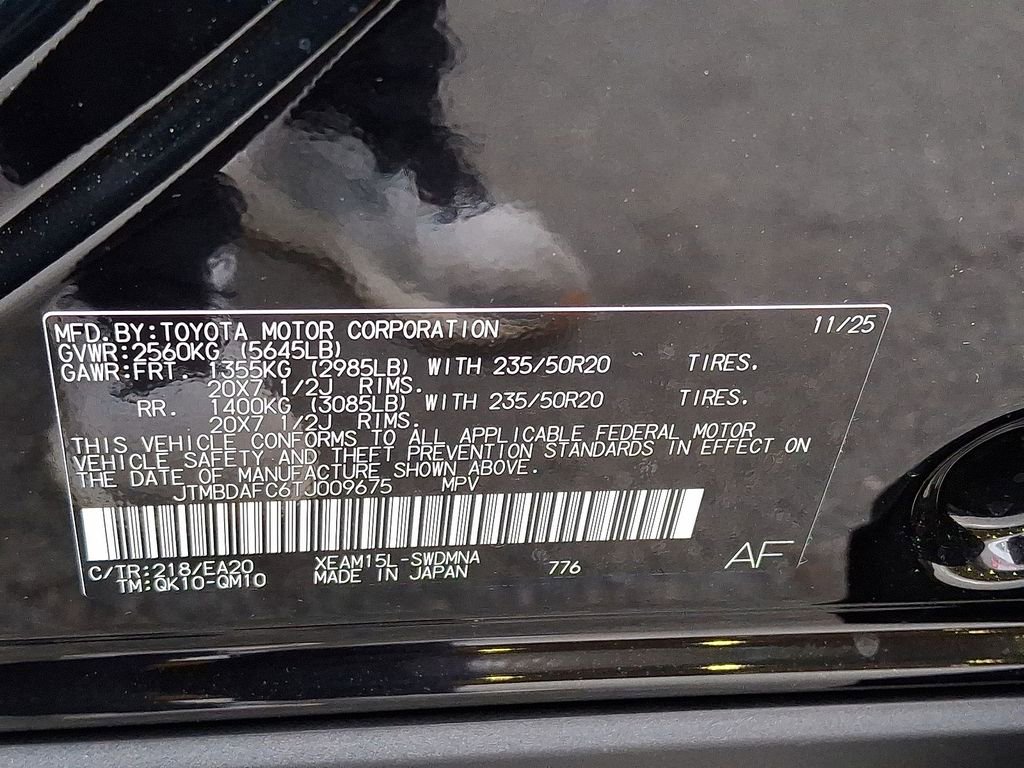 MFD.BY:TOYOTA MOTOR CORPORATION 11/25
GVWR:2560KG (5645LB)
GAWR:FRT. 1355KG (2985LB) WITH 235/50R20 TIRES.
20X7 1/2J RIMS.
RR. 1400KG (3085LB) WITH 235/50R20 TIRES.
20X7 1/2J RIMS.
THIS VEHICLE CONFORMS TO ALL APPLICABLE FEDERAL MOTOR
VEHICLE SAFETY AND THEFT PREVENTION STANDARDS IN EFFECT ON
THE DATE OF MANUFACTURE SHOWN ABOVE.
JTMBDAFC6TJ009675 MPV
C/TR:218/EA20 XEAM15L-SWDMNA 776 AF
TM:QK10-QM10 MADE IN JAPAN